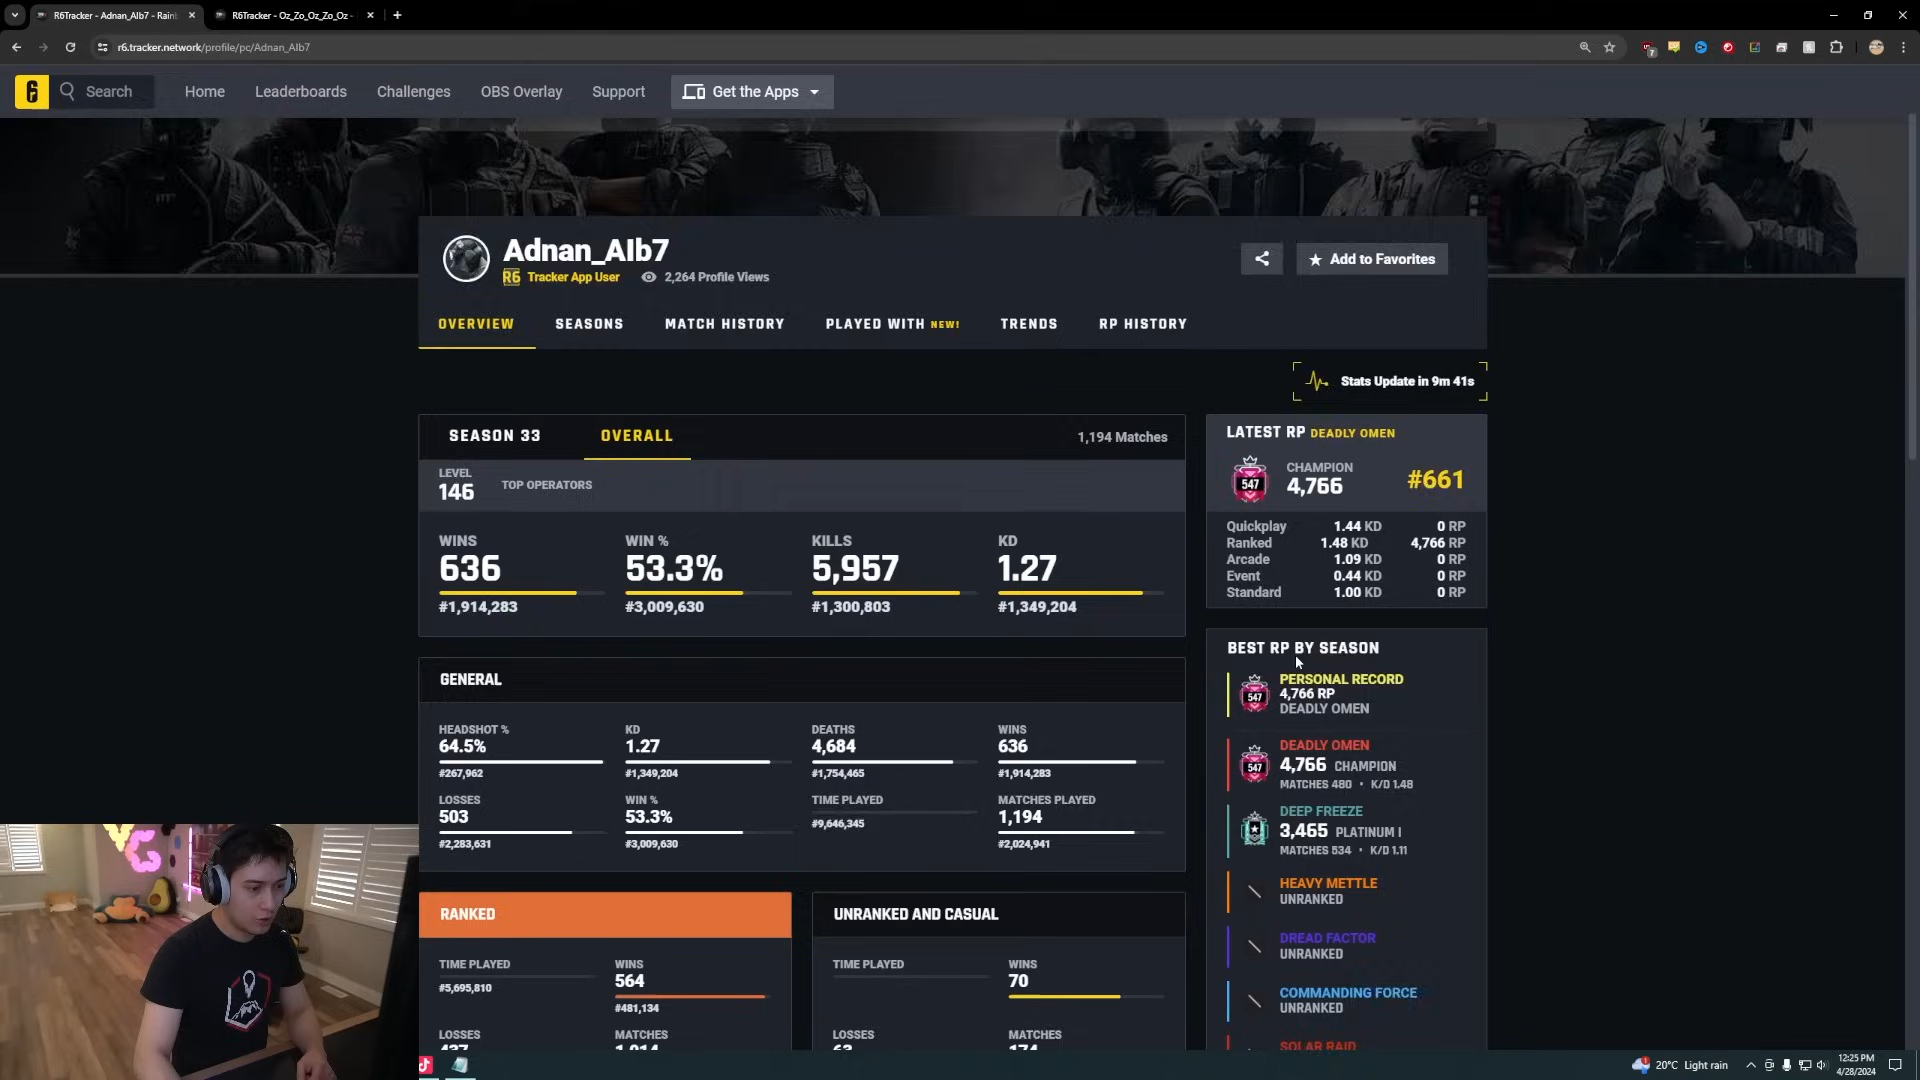 R6Tracker - Adnan_Alb7 - Rain
R6Tracker - Oz_Zo_Oz_Zo_Oz -
r6.tracker.network/profile/pc/Adnan_Alb7
7
Search
Home
Leaderboards
Challenges
OBS Overlay
Support
Get the Apps
Adnan_Alb7
R6 Tracker App User
2,264 Profile Views
Add to Favorites
OVERVIEW
SEASONS
MATCH HISTORY
PLAYED WITH NEW!
TRENDS
RP HISTORY
Stats Update in 9m 41s
SEASON 33
OVERALL
1,194 Matches
LEVEL
146
TOP OPERATORS
WINS
636
#1,914,283
WIN %
53.3%
#3,009,630
KILLS
5,957
#1,300,803
KD
1.27
#1,349,204
GENERAL
HEADSHOT %
64.5%
#267,962
KD
1.27
#1,349,204
DEATHS
4,684
#1,754,465
WINS
636
#1,914,283
LOSSES
503
#2,283,631
WIN %
53.3%
#3,009,630
TIME PLAYED
#9,646,345
MATCHES PLAYED
1,194
#2,024,941
RANKED
TIME PLAYED
#5,695,810
WINS
564
#481,134
LOSSES
437
MATCHES
1,014
UNRANKED AND CASUAL
TIME PLAYED
WINS
70
LOSSES
63
MATCHES
174
LATEST RP DEADLY OMEN
547
CHAMPION
4,766
#661
Quickplay 1.44 KD 0 RP
Ranked 1.48 KD 4,766 RP
Arcade 1.09 KD 0 RP
Event 0.44 KD 0 RP
Standard 1.00 KD 0 RP
BEST RP BY SEASON
547
PERSONAL RECORD
4,766 RP
DEADLY OMEN
547
DEADLY OMEN
4,766 CHAMPION
MATCHES 480 • K/D 1.48
DEEP FREEZE
3,465 PLATINUM I
MATCHES 534 • K/D 1.11
HEAVY METTLE
UNRANKED
DREAD FACTOR
UNRANKED
COMMANDING FORCE
UNRANKED
SOLAR RAID
20°C Light rain
12:25 PM
4/28/2024